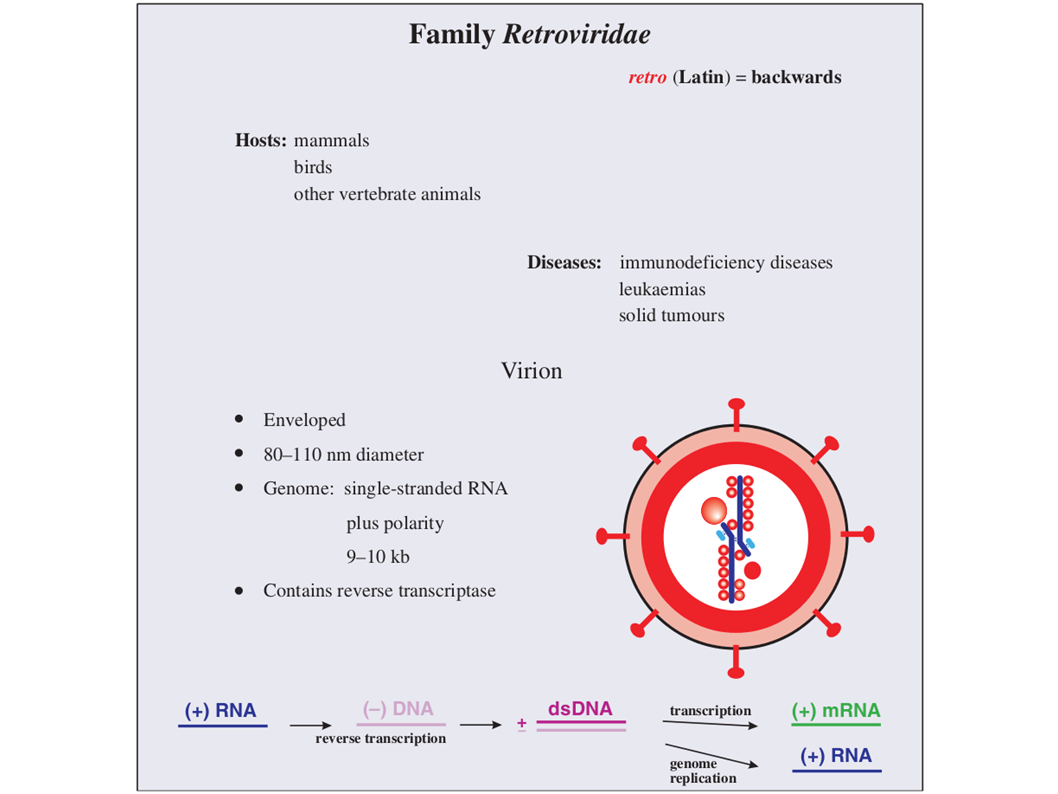 Family Retroviridae
retro (Latin) = backwards
Hosts: mammals
birds
other vertebrate animals
Diseases: immunodeficiency diseases
leukaemias
solid tumours
Virion
• Enveloped
• 80–110 nm diameter
• Genome: single-stranded RNA
plus polarity
9–10 kb
• Contains reverse transcriptase
(+) RNA
reverse transcription
(–) DNA
± dsDNA
transcription
(+) mRNA
genome
replication
(+) RNA